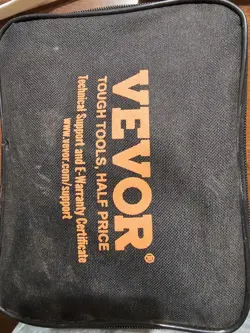 VEVOR®
TOUGH TOOLS, HALF PRICE
Technical Support and E-Warranty Certificate
www.vevor.com/support